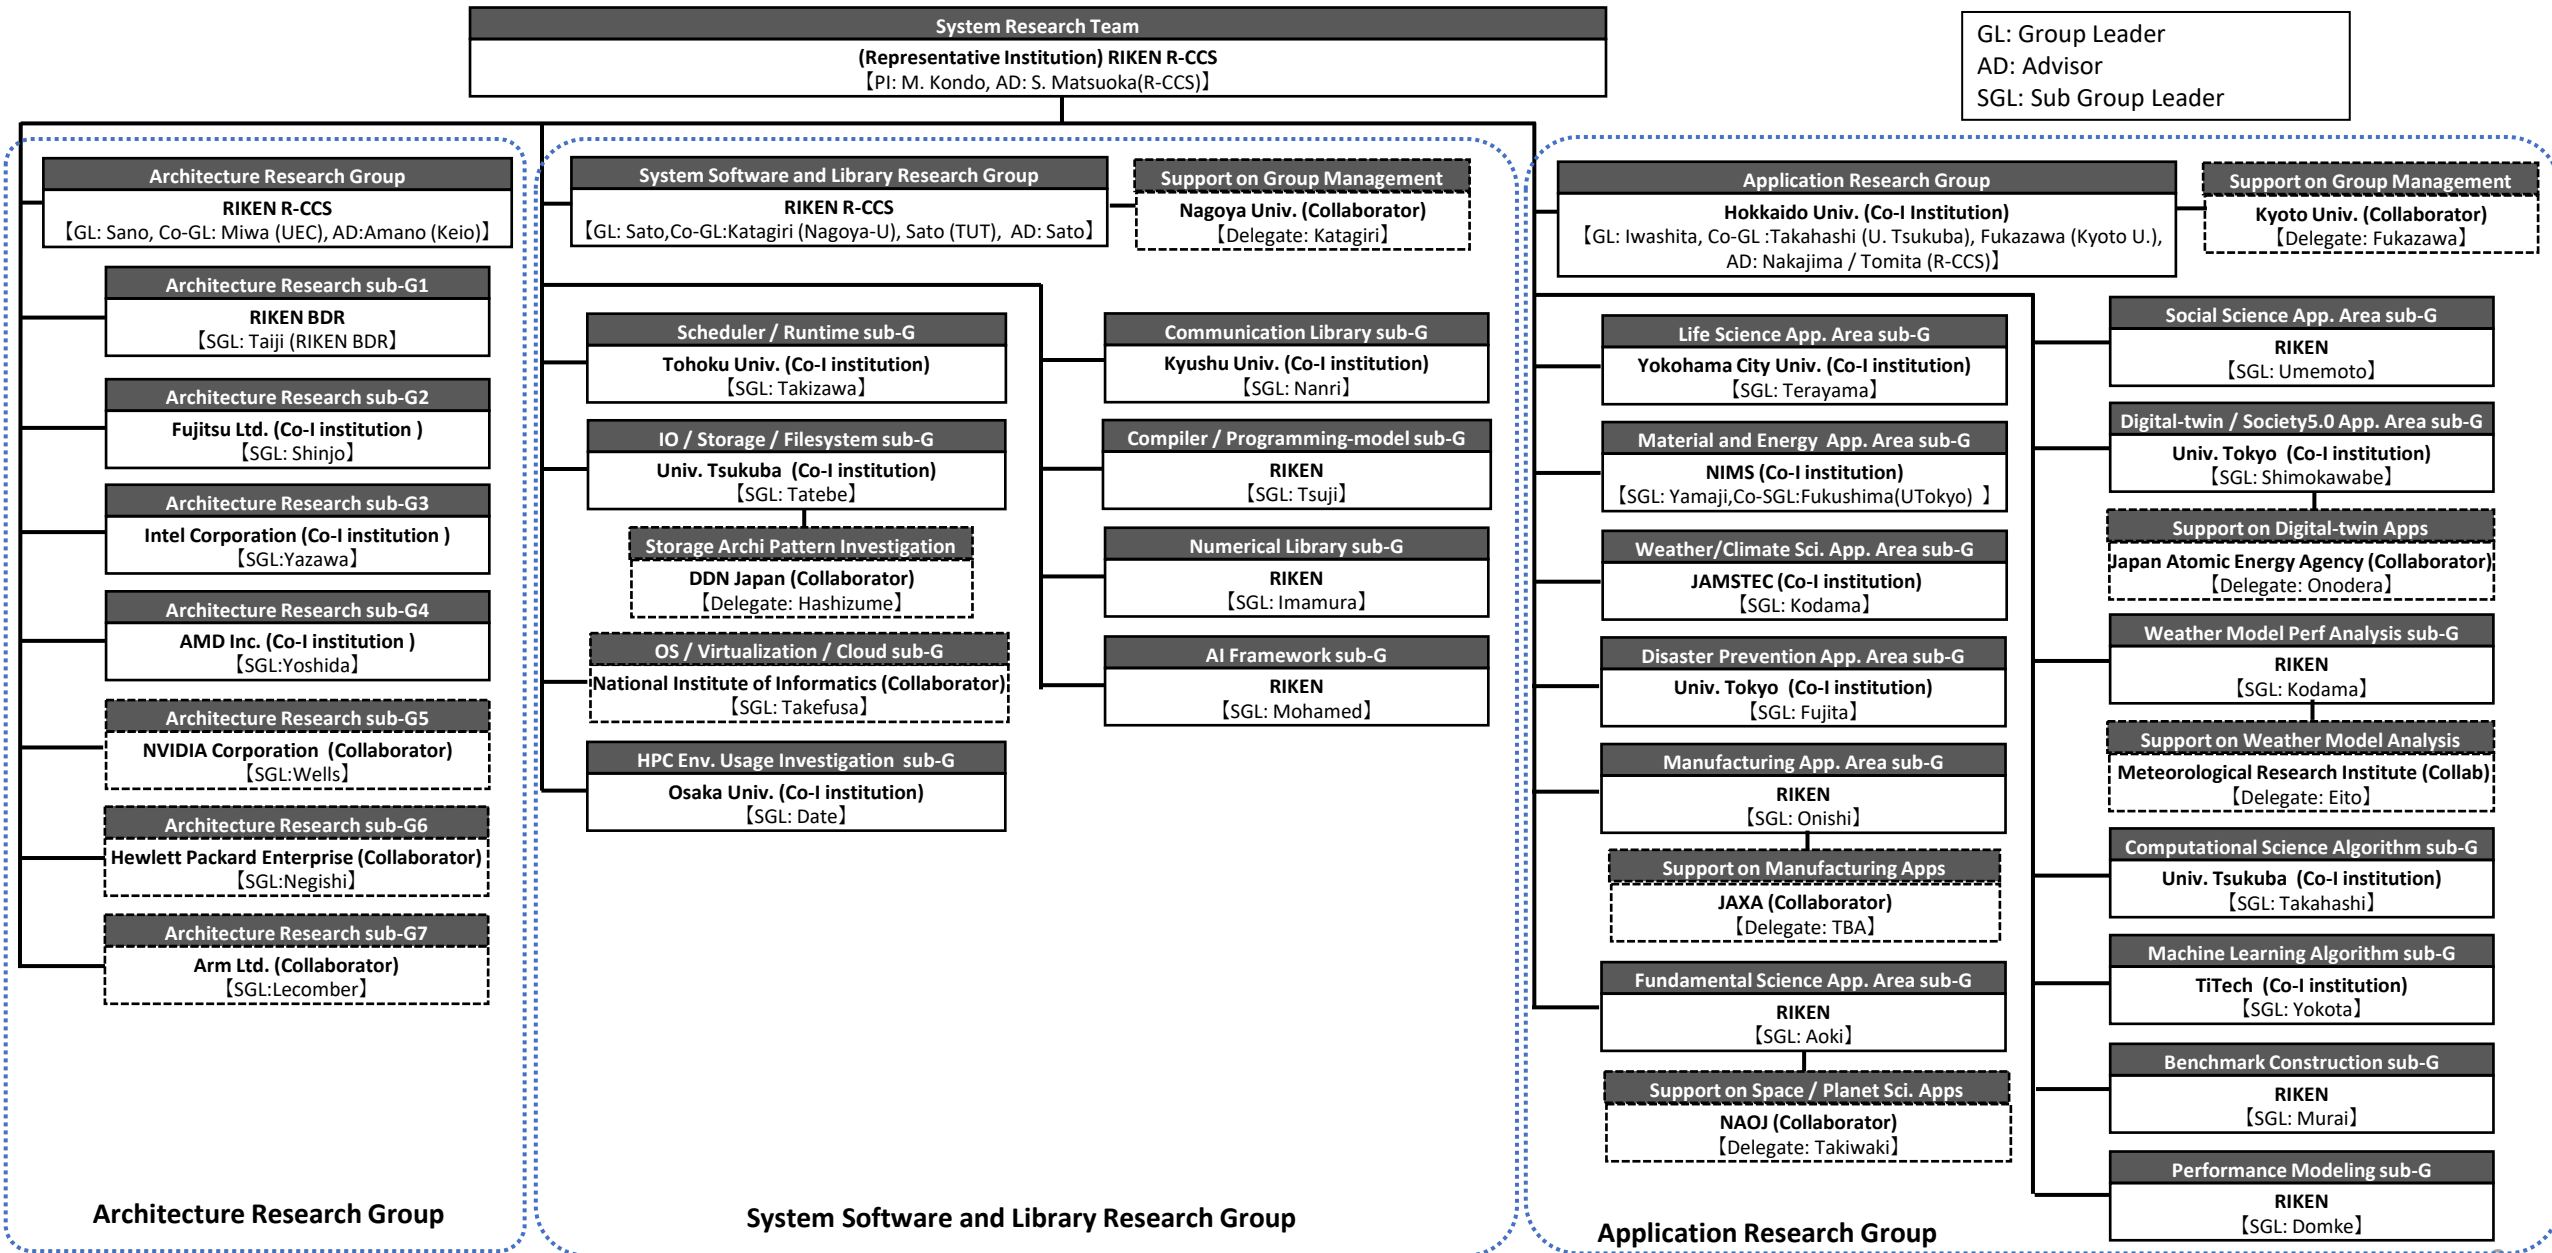 System Research Team
(Representative Institution) RIKEN R-CCS
【PI: M. Kondo, AD: S. Matsuoka(R-CCS)】
GL: Group Leader
AD: Advisor
SGL: Sub Group Leader
Architecture Research Group
RIKEN R-CCS
【GL: Sano, Co-GL: Miwa (UEC), AD:Amano (Keio)】
Architecture Research sub-G1
RIKEN BDR
【SGL: Taiji (RIKEN BDR】
Architecture Research sub-G2
Fujitsu Ltd. (Co-I institution )
【SGL: Shinjo】
Architecture Research sub-G3
Intel Corporation (Co-I institution )
【SGL:Yazawa】
Architecture Research sub-G4
AMD Inc. (Co-I institution )
【SGL:Yoshida】
Architecture Research sub-G5
NVIDIA Corporation (Collaborator)
【SGL:Wells】
Architecture Research sub-G6
Hewlett Packard Enterprise (Collaborator)
【SGL:Negishi】
Architecture Research sub-G7
Arm Ltd. (Collaborator)
【SGL:Lecomber】
Architecture Research Group
System Software and Library Research Group
RIKEN R-CCS
【GL: Sato,Co-GL:Katagiri (Nagoya-U), Sato (TUT), AD: Sato】
Support on Group Management
Nagoya Univ. (Collaborator)
【Delegate: Katagiri】
Scheduler / Runtime sub-G
Tohoku Univ. (Co-I institution)
【SGL: Takizawa】
IO / Storage / Filesystem sub-G
Univ. Tsukuba (Co-I institution)
【SGL: Tatebe】
Storage Archi Pattern Investigation
DDN Japan (Collaborator)
【Delegate: Hashizume】
OS / Virtualization / Cloud sub-G
National Institute of Informatics (Collaborator)
【SGL: Takefusa】
HPC Env. Usage Investigation sub-G
Osaka Univ. (Co-I institution)
【SGL: Date】
Communication Library sub-G
Kyushu Univ. (Co-I institution)
【SGL: Nanri】
Compiler / Programming-model sub-G
RIKEN
【SGL: Tsuji】
Numerical Library sub-G
RIKEN
【SGL: Imamura】
AI Framework sub-G
RIKEN
【SGL: Mohamed】
System Software and Library Research Group
Application Research Group
Hokkaido Univ. (Co-I Institution)
【GL: Iwashita, Co-GL :Takahashi (U. Tsukuba), Fukazawa (Kyoto U.),
AD: Nakajima / Tomita (R-CCS)】
Support on Group Management
Kyoto Univ. (Collaborator)
【Delegate: Fukazawa】
Life Science App. Area sub-G
Yokohama City Univ. (Co-I institution)
【SGL: Terayama】
Material and Energy App. Area sub-G
NIMS (Co-I institution)
【SGL: Yamaji,Co-SGL:Fukushima(UTokyo) 】
Weather/Climate Sci. App. Area sub-G
JAMSTEC (Co-I institution)
【SGL: Kodama】
Disaster Prevention App. Area sub-G
Univ. Tokyo (Co-I institution)
【SGL: Fujita】
Manufacturing App. Area sub-G
RIKEN
【SGL: Onishi】
Support on Manufacturing Apps
JAXA (Collaborator)
【Delegate: TBA】
Fundamental Science App. Area sub-G
RIKEN
【SGL: Aoki】
Support on Space / Planet Sci. Apps
NAOJ (Collaborator)
【Delegate: Takiwaki】
Social Science App. Area sub-G
RIKEN
【SGL: Umemoto】
Digital-twin / Society5.0 App. Area sub-G
Univ. Tokyo (Co-I institution)
【SGL: Shimokawabe】
Support on Digital-twin Apps
Japan Atomic Energy Agency (Collaborator)
【Delegate: Onodera】
Weather Model Perf Analysis sub-G
RIKEN
【SGL: Kodama】
Support on Weather Model Analysis
Meteorological Research Institute (Collab)
【Delegate: Eito】
Computational Science Algorithm sub-G
Univ. Tsukuba (Co-I institution)
【SGL: Takahashi】
Machine Learning Algorithm sub-G
TiTech (Co-I institution)
【SGL: Yokota】
Benchmark Construction sub-G
RIKEN
【SGL: Murai】
Performance Modeling sub-G
RIKEN
【SGL: Domke】
Application Research Group